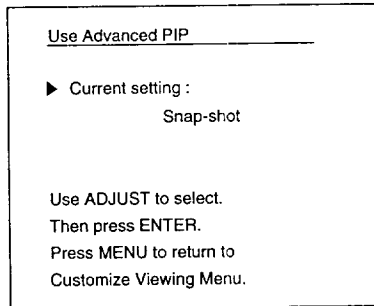 Use Advanced PIP
▶ Current setting :
Snap-shot
Use ADJUST to select.
Then press ENTER.
Press MENU to return to
Customize Viewing Menu.